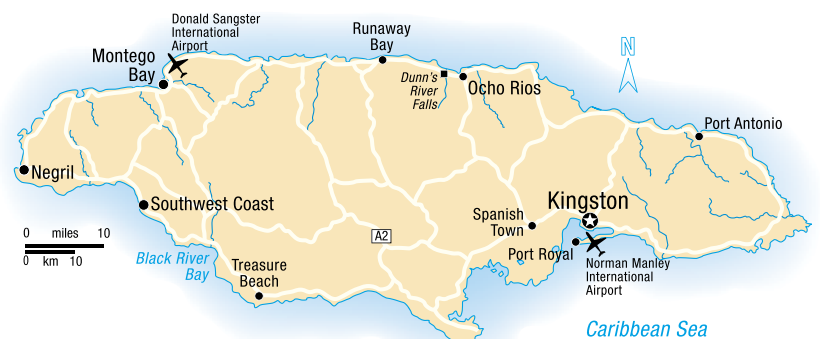 Donald Sangster
International
Airport
Montego
Bay
Runaway
Bay
N
Dunn's
River
Falls
Ocho Rios
Port Antonio
Negril
Southwest Coast
Kingston
Spanish
Town
A2
Port Royal
0 miles 10
0 km 10
Black River
Bay
Treasure
Beach
Norman Manley
International
Airport
Caribbean Sea